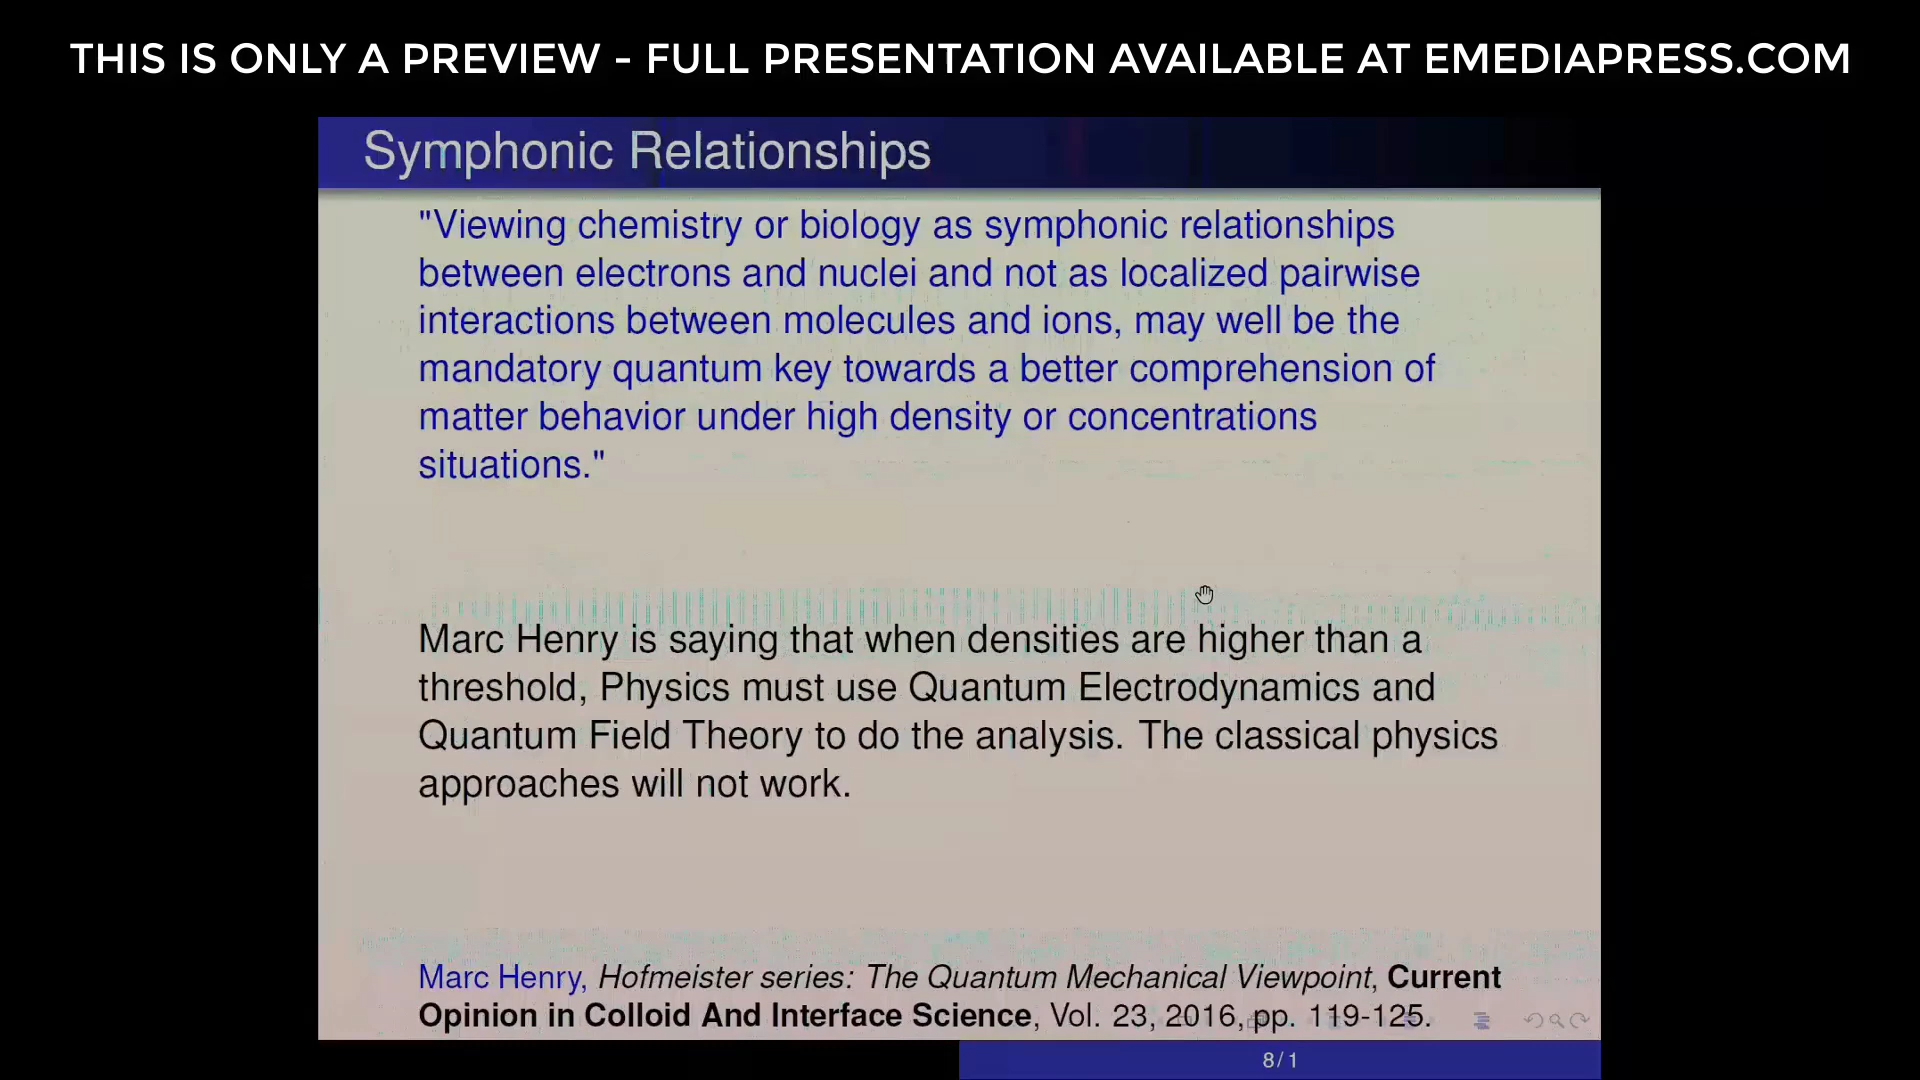 THIS IS ONLY A PREVIEW - FULL PRESENTATION AVAILABLE AT EMEDIAPRESS.COM
Symphonic Relationships
"Viewing chemistry or biology as symphonic relationships
between electrons and nuclei and not as localized pairwise
interactions between molecules and ions, may well be the
mandatory quantum key towards a better comprehension of
matter behavior under high density or concentrations
situations."
Marc Henry is saying that when densities are higher than a
threshold, Physics must use Quantum Electrodynamics and
Quantum Field Theory to do the analysis. The classical physics
approaches will not work.
Marc Henry, Hofmeister series: The Quantum Mechanical Viewpoint, Current
Opinion in Colloid And Interface Science, Vol. 23, 2016, pp. 119-125.
8/1